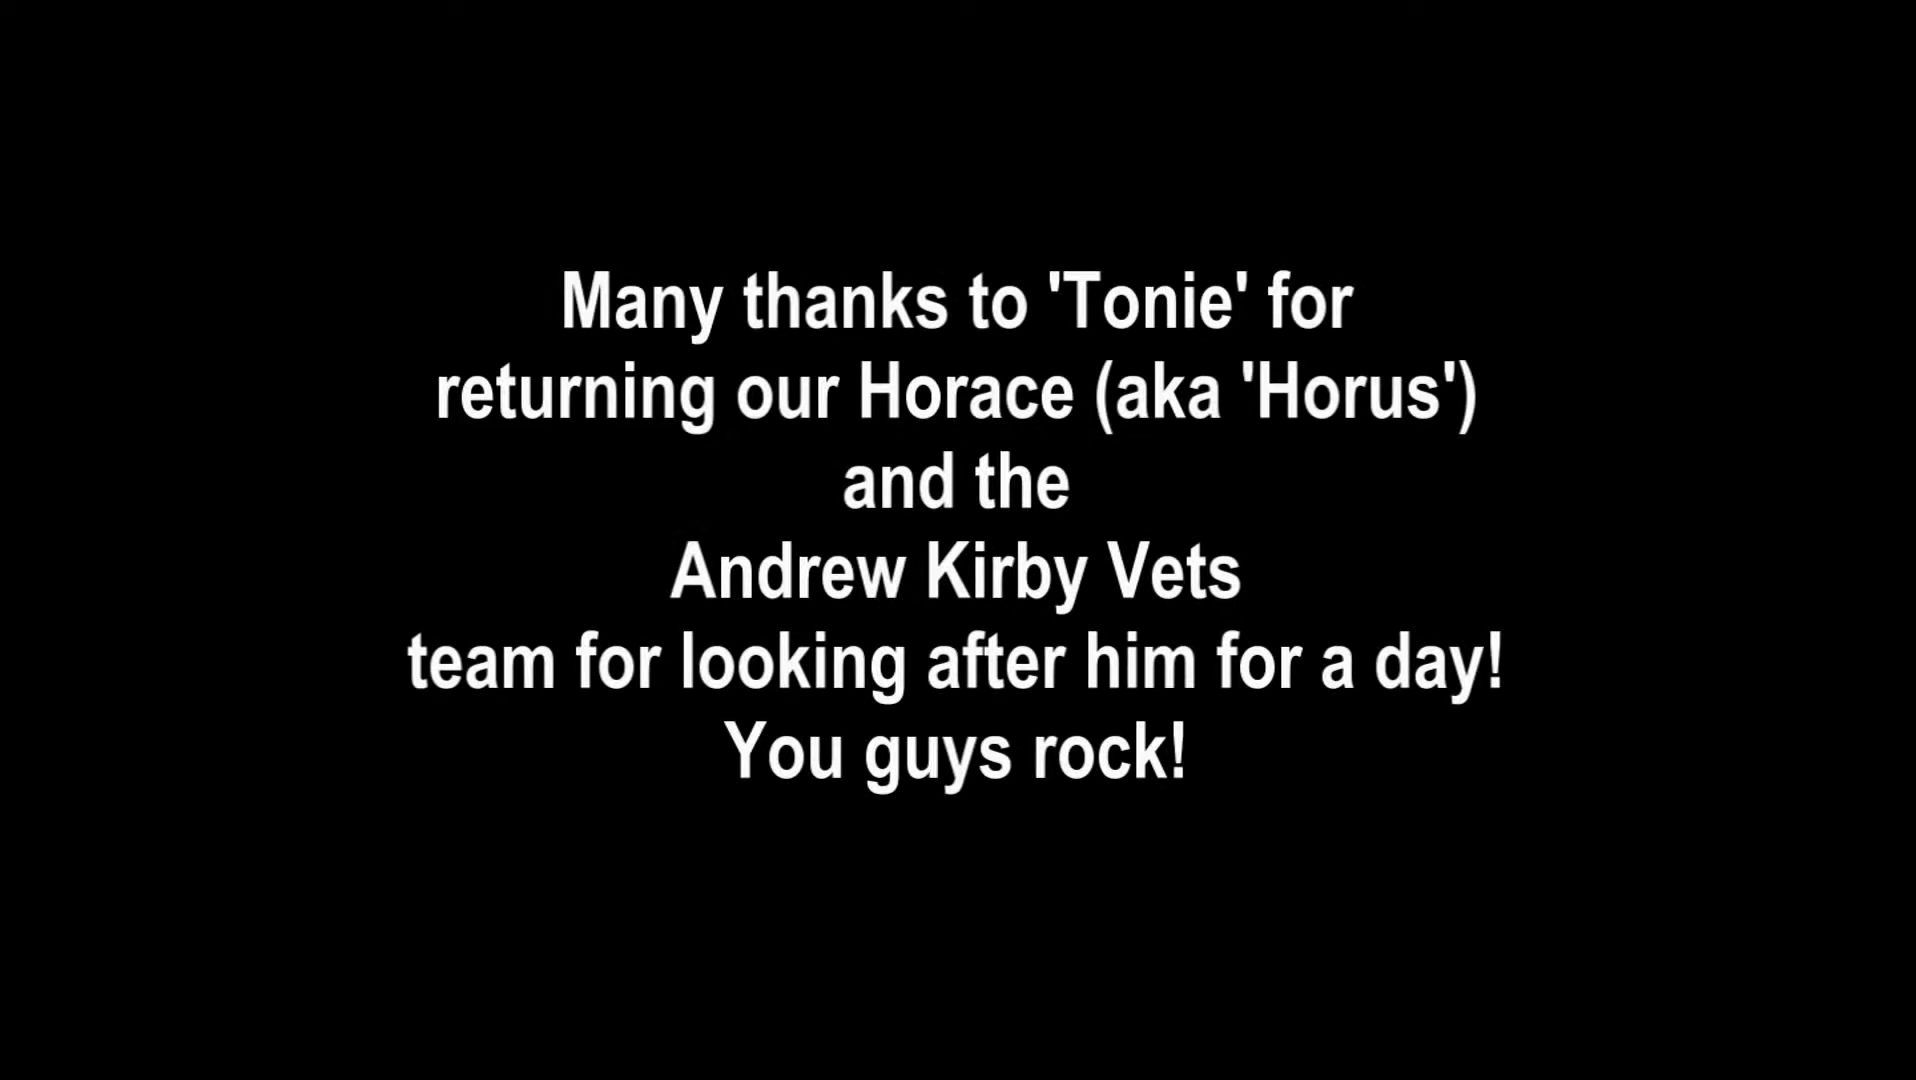 Many thanks to 'Tonie' for
returning our Horace (aka 'Horus')
and the
Andrew Kirby Vets
team for looking after him for a day!
You guys rock!